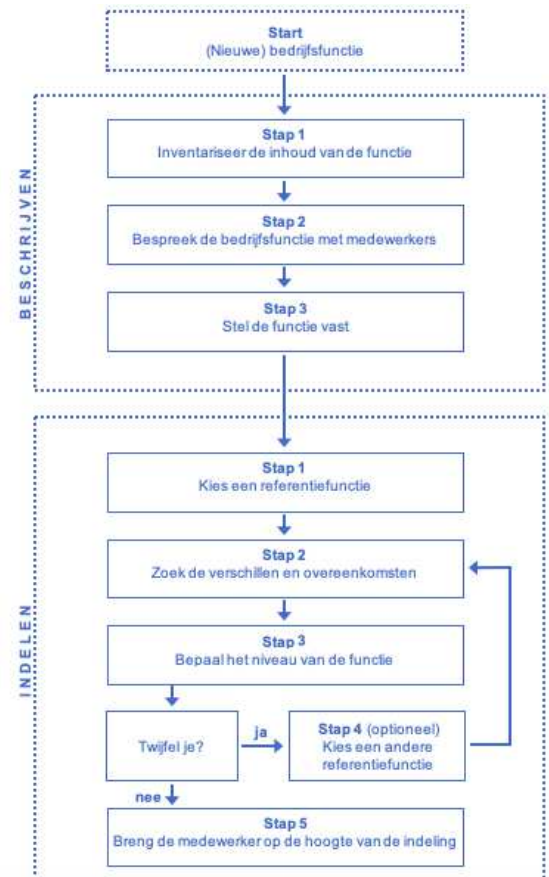 Start
(Nieuwe) bedrijfsfunctie
BESCHRIJVEN
Stap 1
Inventariseer de inhoud van de functie
Stap 2
Bespreek de bedrijfsfunctie met medewerkers
Stap 3
Stel de functie vast
INDELEN
Stap 1
Kies een referentiefunctie
Stap 2
Zoek de verschillen en overeenkomsten
Stap 3
Bepaal het niveau van de functie
Twijfel je?
ja
Stap 4 (optioneel)
Kies een andere
referentiefunctie
nee
Stap 5
Breng de medewerker op de hoogte van de indeling